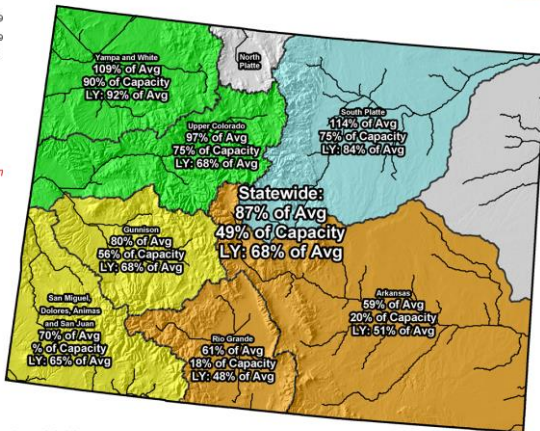 Yampa and White
109% of Avg
90% of Capacity
LY: 92% of Avg
North
Platte
South Platte
114% of Avg
75% of Capacity
LY: 84% of Avg
Upper Colorado
97% of Avg
75% of Capacity
LY: 68% of Avg
Statewide:
87% of Avg
49% of Capacity
LY: 68% of Avg
Gunnison
80% of Avg
56% of Capacity
LY: 68% of Avg
San Miguel,
Dolores, Animas
and San Juan
70% of Avg
% of Capacity
LY: 65% of Avg
Rio Grande
61% of Avg
18% of Capacity
LY: 48% of Avg
Arkansas
59% of Avg
20% of Capacity
LY: 51% of Avg